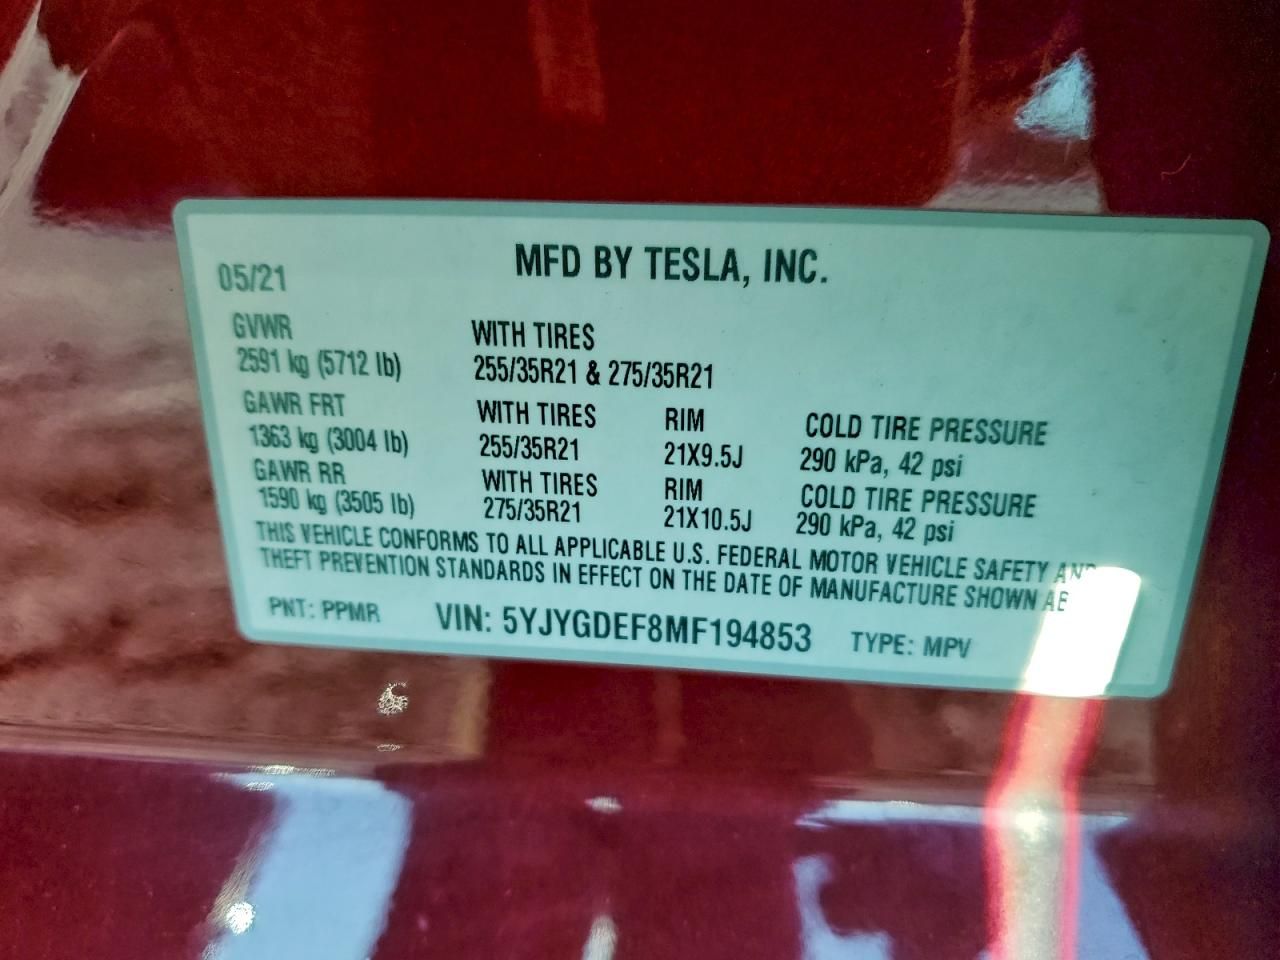 MFD BY TESLA, INC.
05/21
GVWR WITH TIRES
2591 kg (5712 lb) 255/35R21 & 275/35R21
GAWR FRT WITH TIRES RIM COLD TIRE PRESSURE
1363 kg (3004 lb) 255/35R21 21X9.5J 290 kPa, 42 psi
GAWR RR WITH TIRES RIM COLD TIRE PRESSURE
1590 kg (3505 lb) 275/35R21 21X10.5J 290 kPa, 42 psi
THIS VEHICLE CONFORMS TO ALL APPLICABLE U.S. FEDERAL MOTOR VEHICLE SAFETY AND
THEFT PREVENTION STANDARDS IN EFFECT ON THE DATE OF MANUFACTURE SHOWN
PNT: PPMR VIN: 5YJYGDEF8MF194853 TYPE: MPV